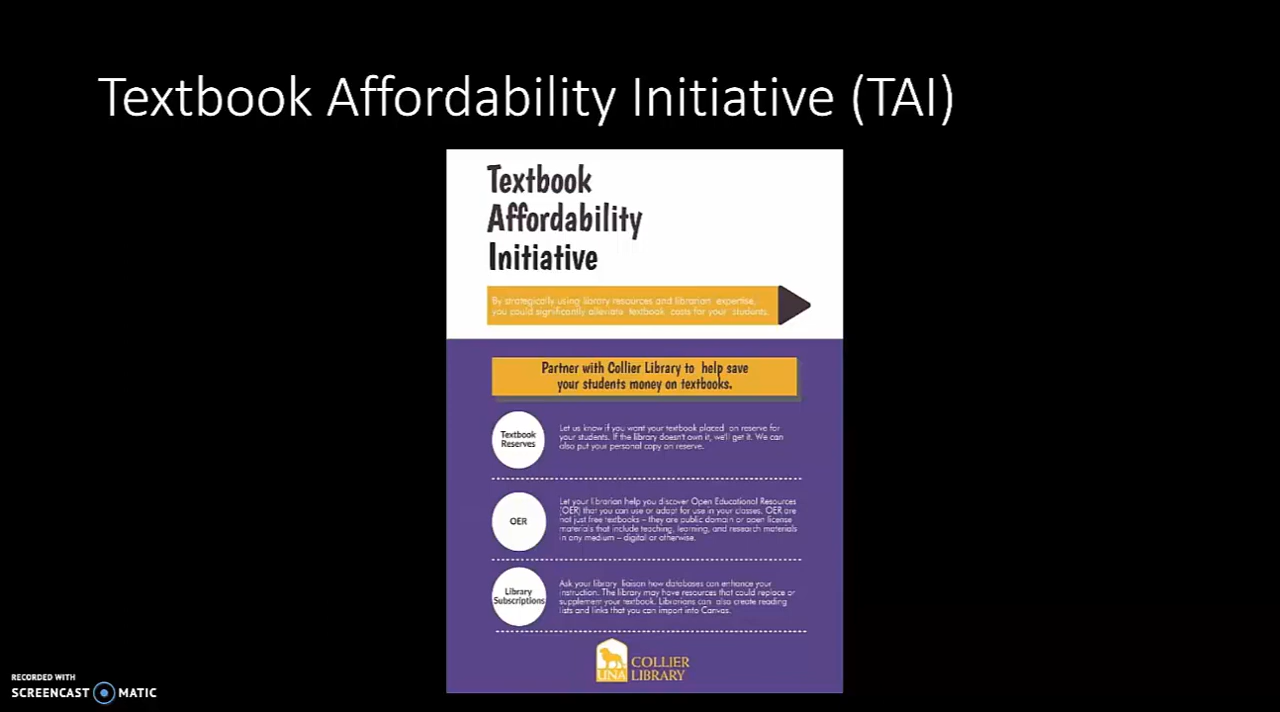 Textbook Affordability Initiative (TAI)
Textbook
Affordability
Initiative
By strategically using library resources and librarian expertise,
you could significantly alleviate textbook costs for your students.
Partner with Collier Library to help save
your students money on textbooks.
Textbook
Reserves
Let us know if you want your textbook placed on reserve for
your students. If the library doesn't own it, we'll get it. We can
also put your personal copy on reserve.
OER
Let your librarian help you discover Open Educational Resources
(OER) that you can use or adapt for use in your classes. OER are
not just free textbooks – they are public domain or open license
materials that include teaching, learning, and research materials
in any medium – digital or otherwise.
Library
Subscriptions
Ask your library liaison how databases can enhance your
instruction. The library may have resources that could replace or
supplement your textbook. Librarians can also create reading
lists and links that you can import into Canvas.
UNA
COLLIER
LIBRARY
RECORDED WITH
SCREENCAST MATIC